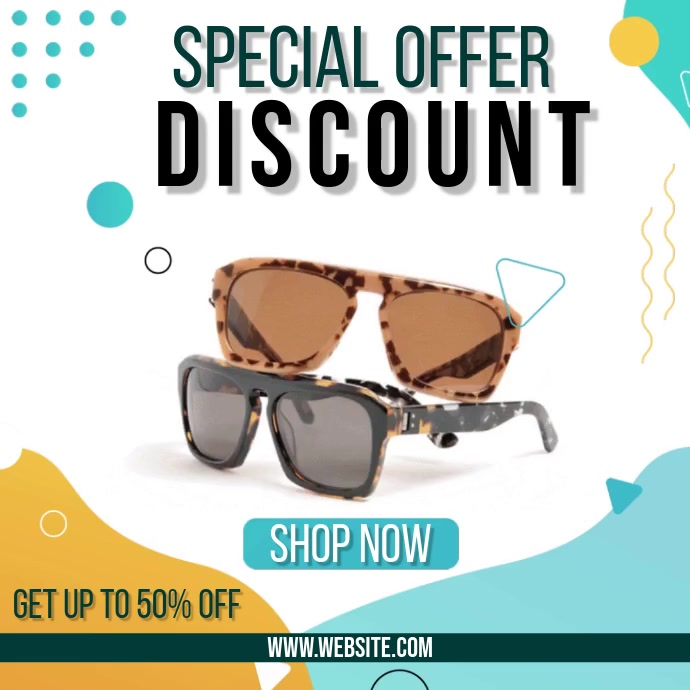 SPECIAL OFFER
DISCOUNT
SHOP NOW
GET UP TO 50% OFF
WWW.WEBSITE.COM